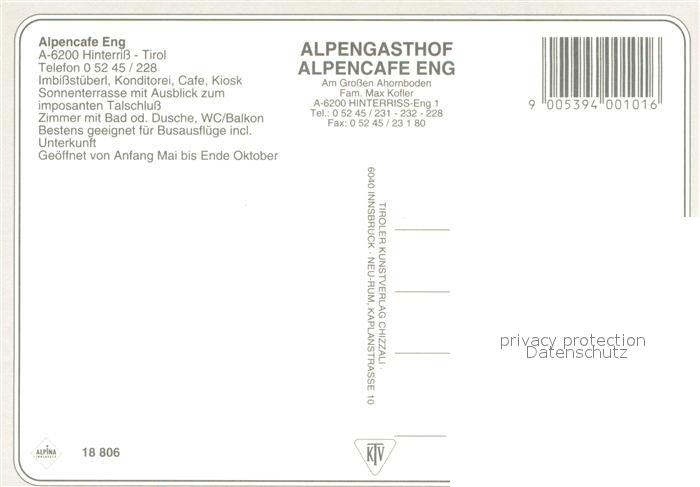 Alpencafe Eng
A-6200 Hinterriß - Tirol
Telefon 0 52 45 / 228
Imbißstüberl, Konditorei, Cafe, Kiosk
Sonnenterrasse mit Ausblick zum
imposanten Talschluß
Zimmer mit Bad od. Dusche, WC/Balkon
Bestens geeignet für Busausflüge incl.
Unterkunft
Geöffnet von Anfang Mai bis Ende Oktober
ALPENGASTHOF
ALPENCAFE ENG
Am Großen Ahornboden
Fam. Max Kofler
A-6200 HINTERRISS-Eng 1
Tel.: 0 52 45 / 231 - 232 - 228
Fax: 0 52 45 / 23 1 80
9 005394 001016
TIROLER KUNSTVERLAG CHIZZALI ·
6040 INNSBRUCK · NEU-RUM, KAPLANSTRASSE 10
privacy protection
Datenschutz
ALPINA
18 806
KTV